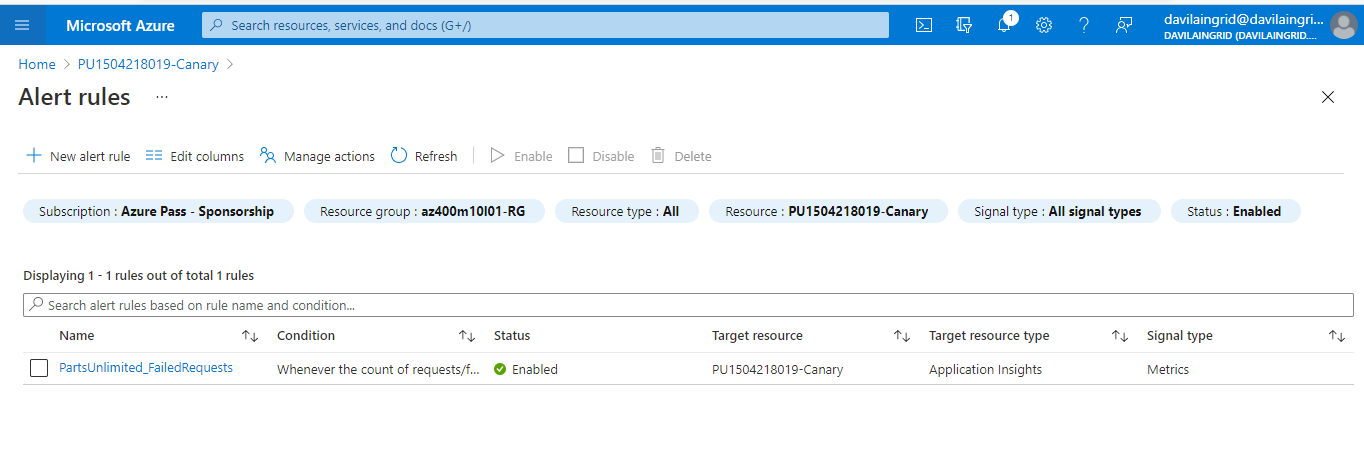 Microsoft Azure Search resources, services, and docs (G+/) 1 davilaingrid@davilaingri...
DAVILAINGRID (DAVILAINGRID....
Home > PU1504218019-Canary >
Alert rules ...
New alert rule Edit columns Manage actions Refresh Enable Disable Delete
Subscription : Azure Pass - Sponsorship Resource group : az400m10l01-RG Resource type : All Resource : PU1504218019-Canary Signal type : All signal types Status : Enabled
Displaying 1 - 1 rules out of total 1 rules
Search alert rules based on rule name and condition...
Name Condition Status Target resource Target resource type Signal type
PartsUnlimited_FailedRequests Whenever the count of requests/f... Enabled PU1504218019-Canary Application Insights Metrics